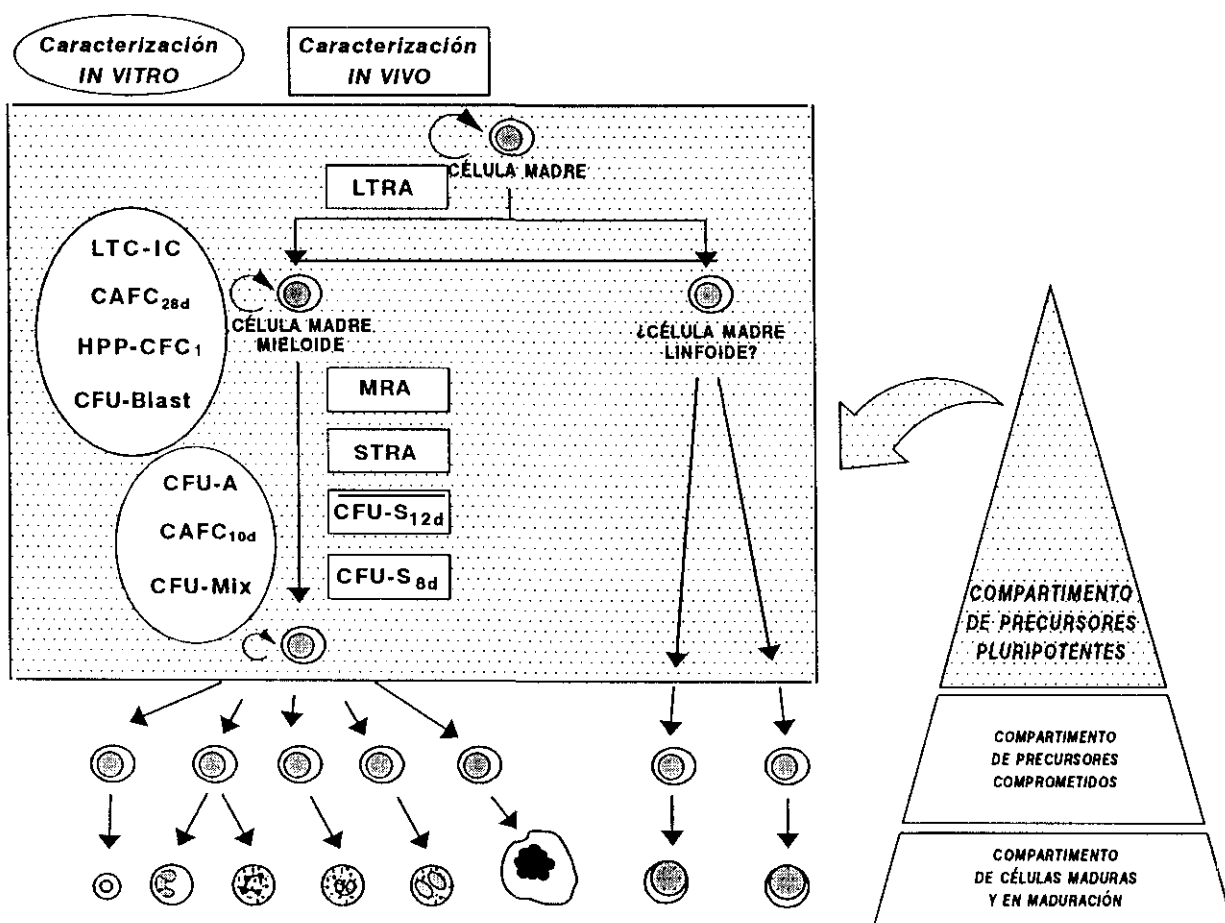 Caracterización
IN VITRO
Caracterización
IN VIVO
CÉLULA MADRE
LTRA
LTC-IC
CAFC28d
HPP-CFC1
CFU-Blast
CÉLULA MADRE
MIELOIDE
¿CÉLULA MADRE
LINFOIDE?
MRA
STRA
CFU-S12d
CFU-S8d
CFU-A
CAFC10d
CFU-Mix
COMPARTIMENTO
DE PRECURSORES
PLURIPOTENTES
COMPARTIMENTO
DE PRECURSORES
COMPROMETIDOS
COMPARTIMENTO
DE CÉLULAS MADURAS
Y EN MADURACIÓN